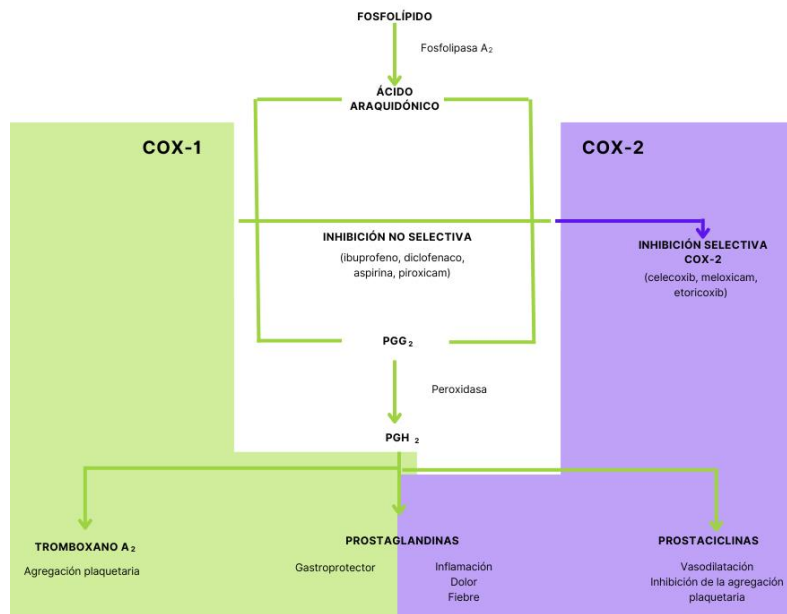 FOSFOLÍPIDO
Fosfolipasa A₂
ÁCIDO
ARAQUIDÓNICO
COX-1
COX-2
INHIBICIÓN NO SELECTIVA
(ibuprofeno, diclofenaco,
aspirina, piroxicam)
INHIBICIÓN SELECTIVA
COX-2
(celecoxib, meloxicam,
etoricoxib)
PGG₂
Peroxidasa
PGH ₂
TROMBOXANO A₂
Agregación plaquetaria
PROSTAGLANDINAS
Gastroprotector
Inflamación
Dolor
Fiebre
PROSTACICLINAS
Vasodilatación
Inhibición de la agregación
plaquetaria